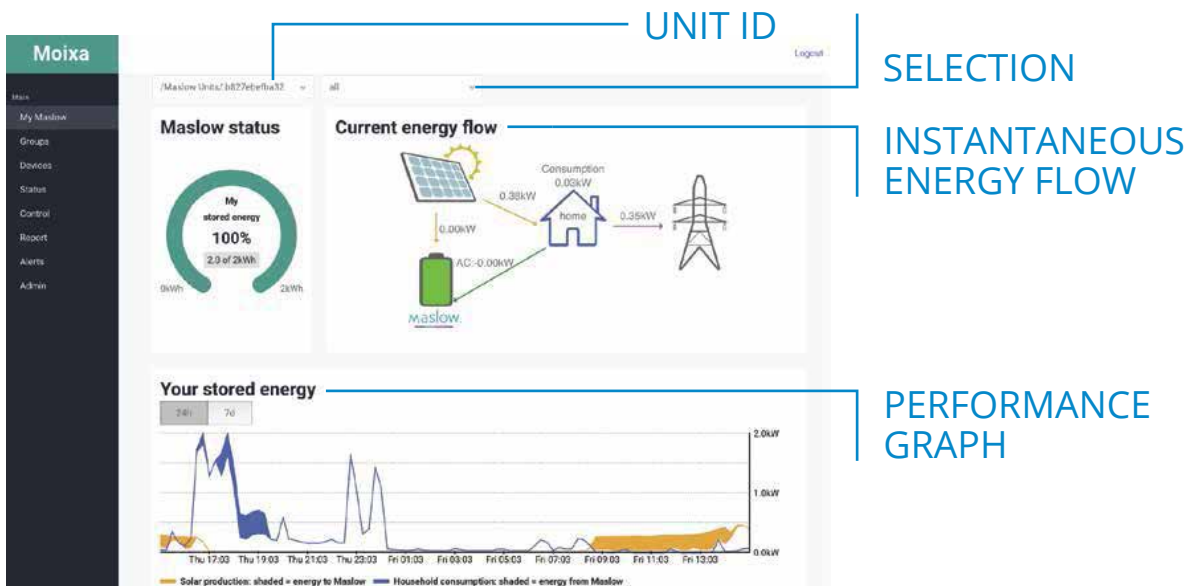 UNIT ID
SELECTION
INSTANTANEOUS
ENERGY FLOW
PERFORMANCE
GRAPH
Moixa
Logout
Main
My Maslow
Groups
Devices
Status
Control
Report
Alerts
Admin
/Maslow Units/ b827ebefba32
all
Maslow status
My
stored energy
100%
2.0 of 2kWh
0kWh
2kWh
Current energy flow
Consumption
0.03kW
0.38kW
home
0.35kW
0.00kW
AC:-0.00kW
maslow.
Your stored energy
24h
7d
2.0kW
1.0kW
0.0kW
Thu 17:03 Thu 19:03 Thu 21:03 Thu 23:03 Fri 01:03 Fri 03:03 Fri 05:03 Fri 07:03 Fri 09:03 Fri 11:03 Fri 13:03
Solar production: shaded = energy to Maslow
Household consumption: shaded = energy from Maslow